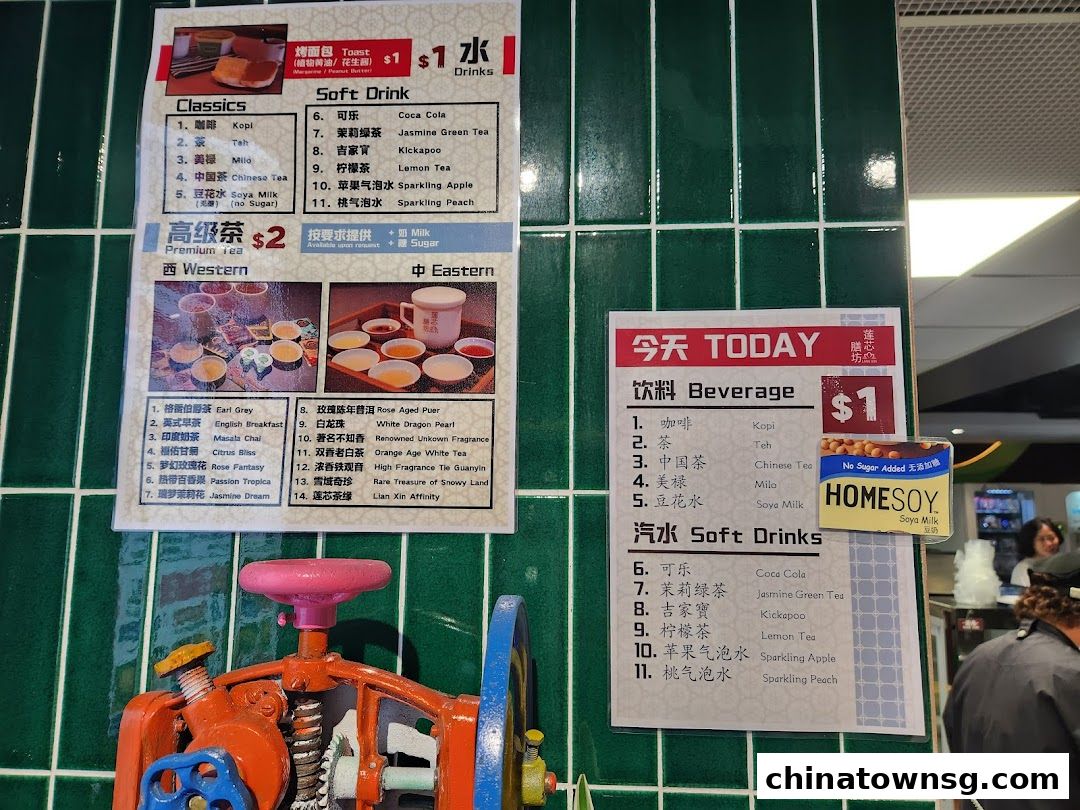 烤面包 Toast
(植物黄油/ 花生酱) $1
(Margarine / Peanut Butter)
$1 水
Drinks
Classics
1. 咖啡 Kopi
2. 茶 Teh
3. 美禄 Milo
4. 中国茶 Chinese Tea
5. 豆花水 Soya Milk
(no Sugar)
Soft Drink
6. 可乐 Coca Cola
7. 茉莉绿茶 Jasmine Green Tea
8. 吉家寶 Kickapoo
9. 柠檬茶 Lemon Tea
10. 苹果气泡水 Sparkling Apple
11. 桃气泡水 Sparkling Peach
高级茶 $2
Premium Tea
按要求提供 + 奶 Milk
Available upon request + 糖 Sugar
西 Western
中 Eastern
莲芯
膳坊
1. 格雷伯爵茶 Earl Grey
2. 英式早茶 English Breakfast
3. 印度奶茶 Masala Chai
4. Citrus Bliss
5. 梦幻玫瑰花 Rose Fantasy
6. 热带百香果 Passion Tropica
7. 璃梦茉莉花 Jasmine Dream
8. 玫瑰陈年普洱 Rose Aged Puer
9. 白龙珠 White Dragon Pearl
10. 著名不知香 Renowned Unkown Fragrance
11. 双香老白茶 Orange Age White Tea
12. 浓香铁观音 High Fragrance Tie Guanyin
13. 雪域奇珍 Rare Treasure of Snowy Land
14. 莲芯茶缘 Lian Xin Affinity
今天 TODAY
莲芯
膳坊
饮料 Beverage
$1
1. 咖啡 Kopi
2. 茶 Teh
3. 中国茶 Chinese Tea
4. 美禄 Milo
5. 豆花水 Soya Milk
No Sugar Added 无添加糖
HOMESOY
Soya Milk
豆奶
汽水 Soft Drinks
6. 可乐 Coca Cola
7. 茉莉绿茶 Jasmine Green Tea
8. 吉家寶 Kickapoo
9. 柠檬茶 Lemon Tea
10. 苹果气泡水 Sparkling Apple
11. 桃气泡水 Sparkling Peach
chinatownsg.com